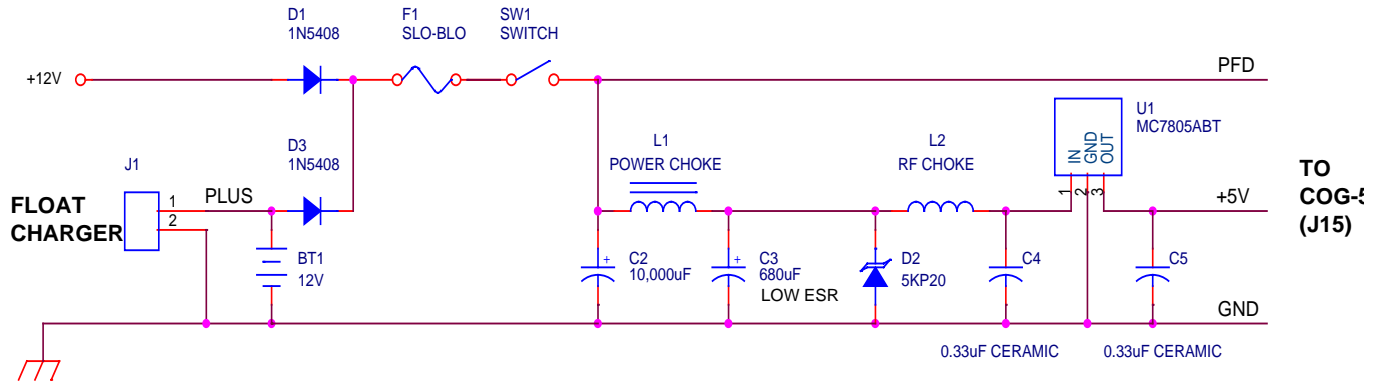 D1
1N5408
F1
SLO-BLO
SW1
SWITCH
+12V
PFD
U1
MC7805ABT
IN
GND
OUT
1
2
3
D3
1N5408
J1
1
2
PLUS
FLOAT
CHARGER
L1
POWER CHOKE
L2
RF CHOKE
+5V
TO
(J15)
BT1
12V
+
C2
10,000uF
+
C3
680uF
LOW ESR
D2
5KP20
C4
C5
GND
0.33uF CERAMIC
0.33uF CERAMIC